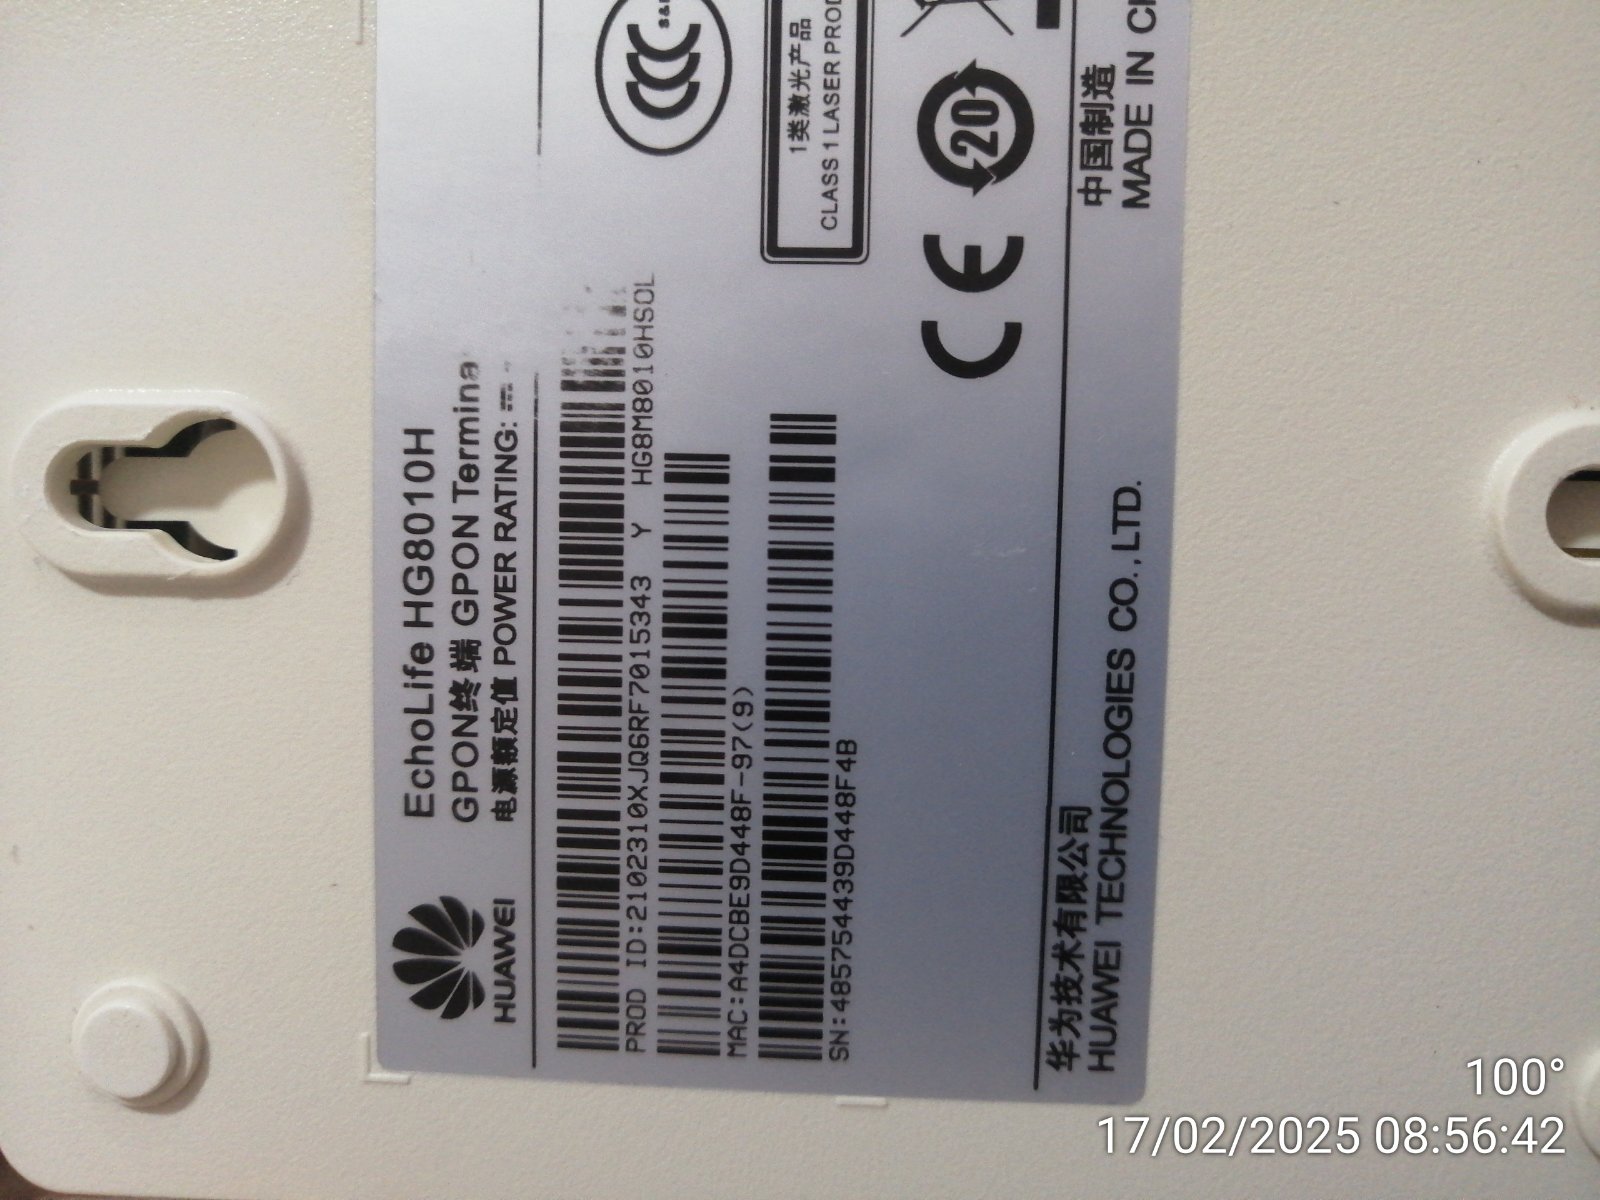 HUAWEI
EchoLife HG8010H
GPON终端 GPON Termina
电源额定值 POWER RATING:
PROD ID:2102310XJQ6RF7015343 Y HG8M8010HSOL
MAC:A4DCBE9D448F-97(9)
SN:485754439D448F4B
S&E
1类激光产品
CLASS 1 LASER PROD
CE
20
华为技术有限公司
中国制造
HUAWEI TECHNOLOGIES CO.,LTD.
MADE IN
100°
17/02/2025 08:56:42